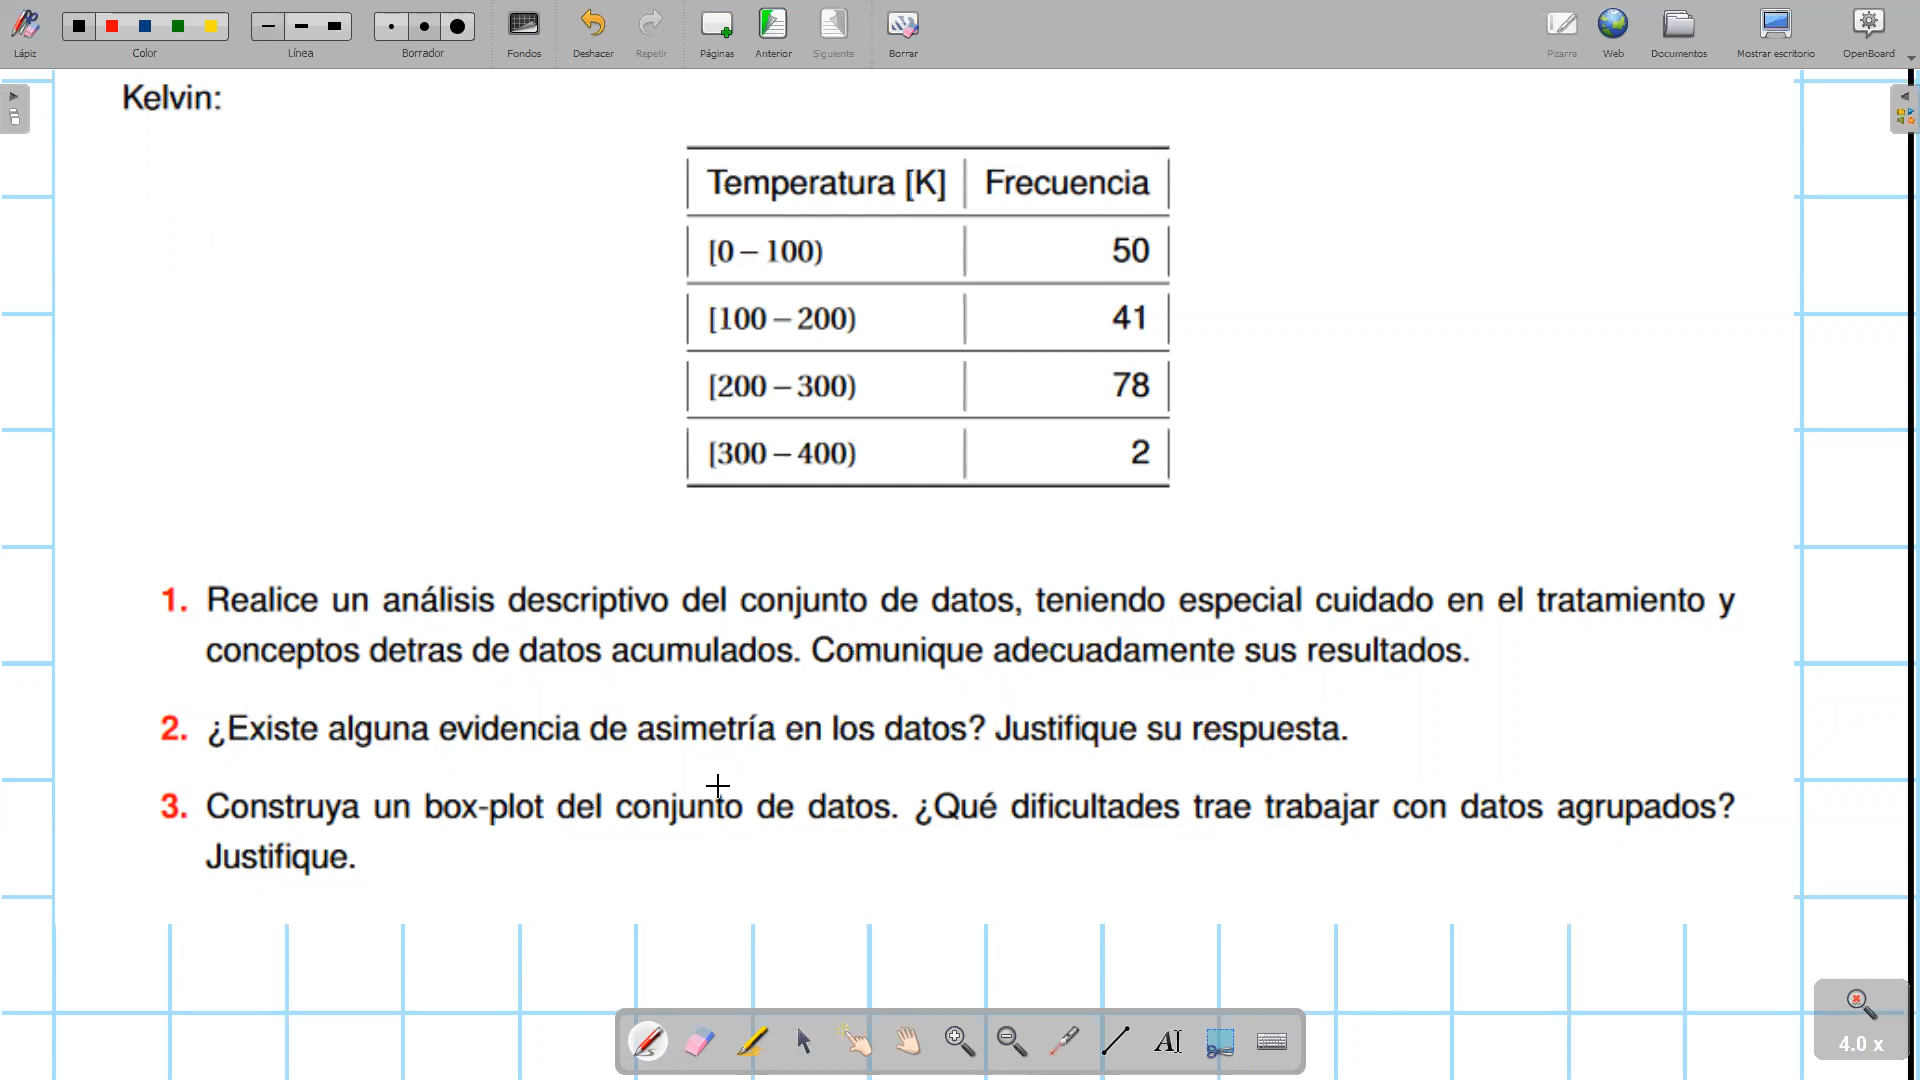 Lápiz
Color
Línea
Borrador
Fondos
Deshacer
Repetir
Páginas
Anterior
Siguiente
Borrar
Pizarra
Web
Documentos
Mostrar escritorio
OpenBoard
Kelvin:
Temperatura [K] Frecuencia
[0 – 100) 50
[100 – 200) 41
[200 – 300) 78
[300 – 400) 2
1. Realice un análisis descriptivo del conjunto de datos, teniendo especial cuidado en el tratamiento y
conceptos detras de datos acumulados. Comunique adecuadamente sus resultados.
2. ¿Existe alguna evidencia de asimetría en los datos? Justifique su respuesta.
3. Construya un box-plot del conjunto de datos. ¿Qué dificultades trae trabajar con datos agrupados?
Justifique.
4.0 x